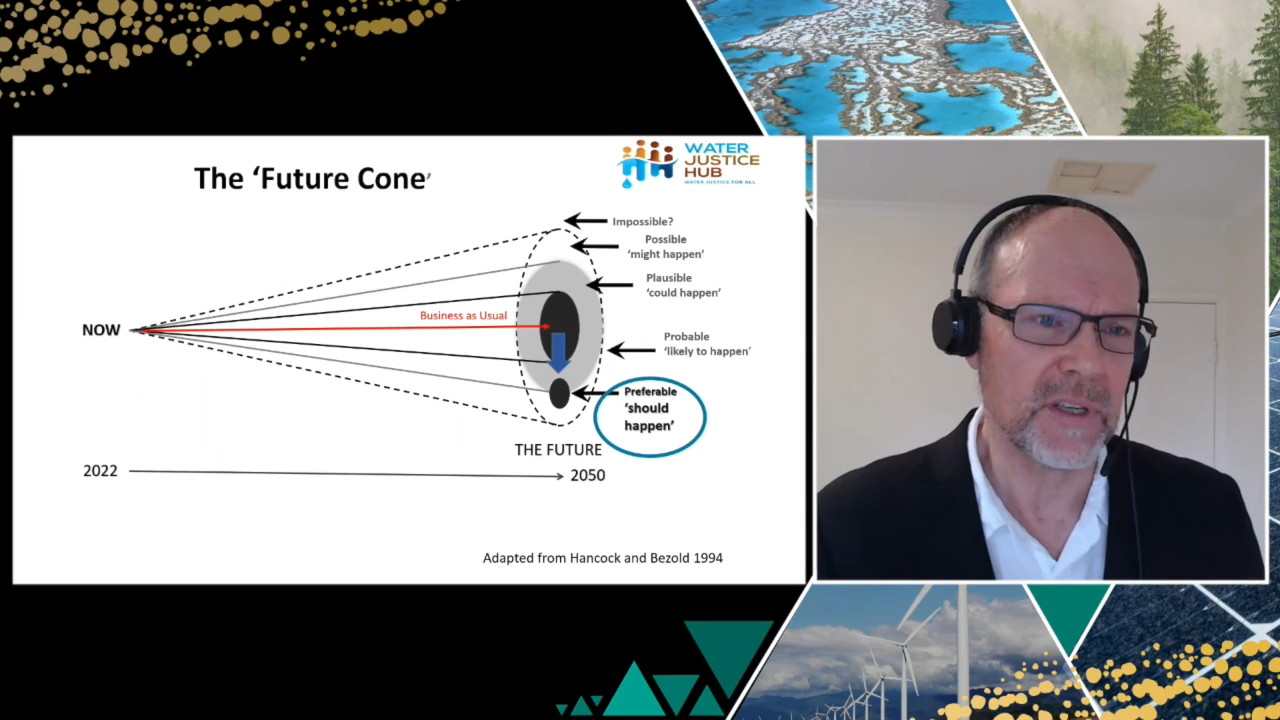 The ‘Future Cone’
WATER
JUSTICE
HUB
WATER JUSTICE FOR ALL
Impossible?
Possible
‘might happen’
Plausible
‘could happen’
Business as Usual
NOW
Probable
‘likely to happen’
Preferable
‘should
happen’
THE FUTURE
2022
2050
Adapted from Hancock and Bezold 1994